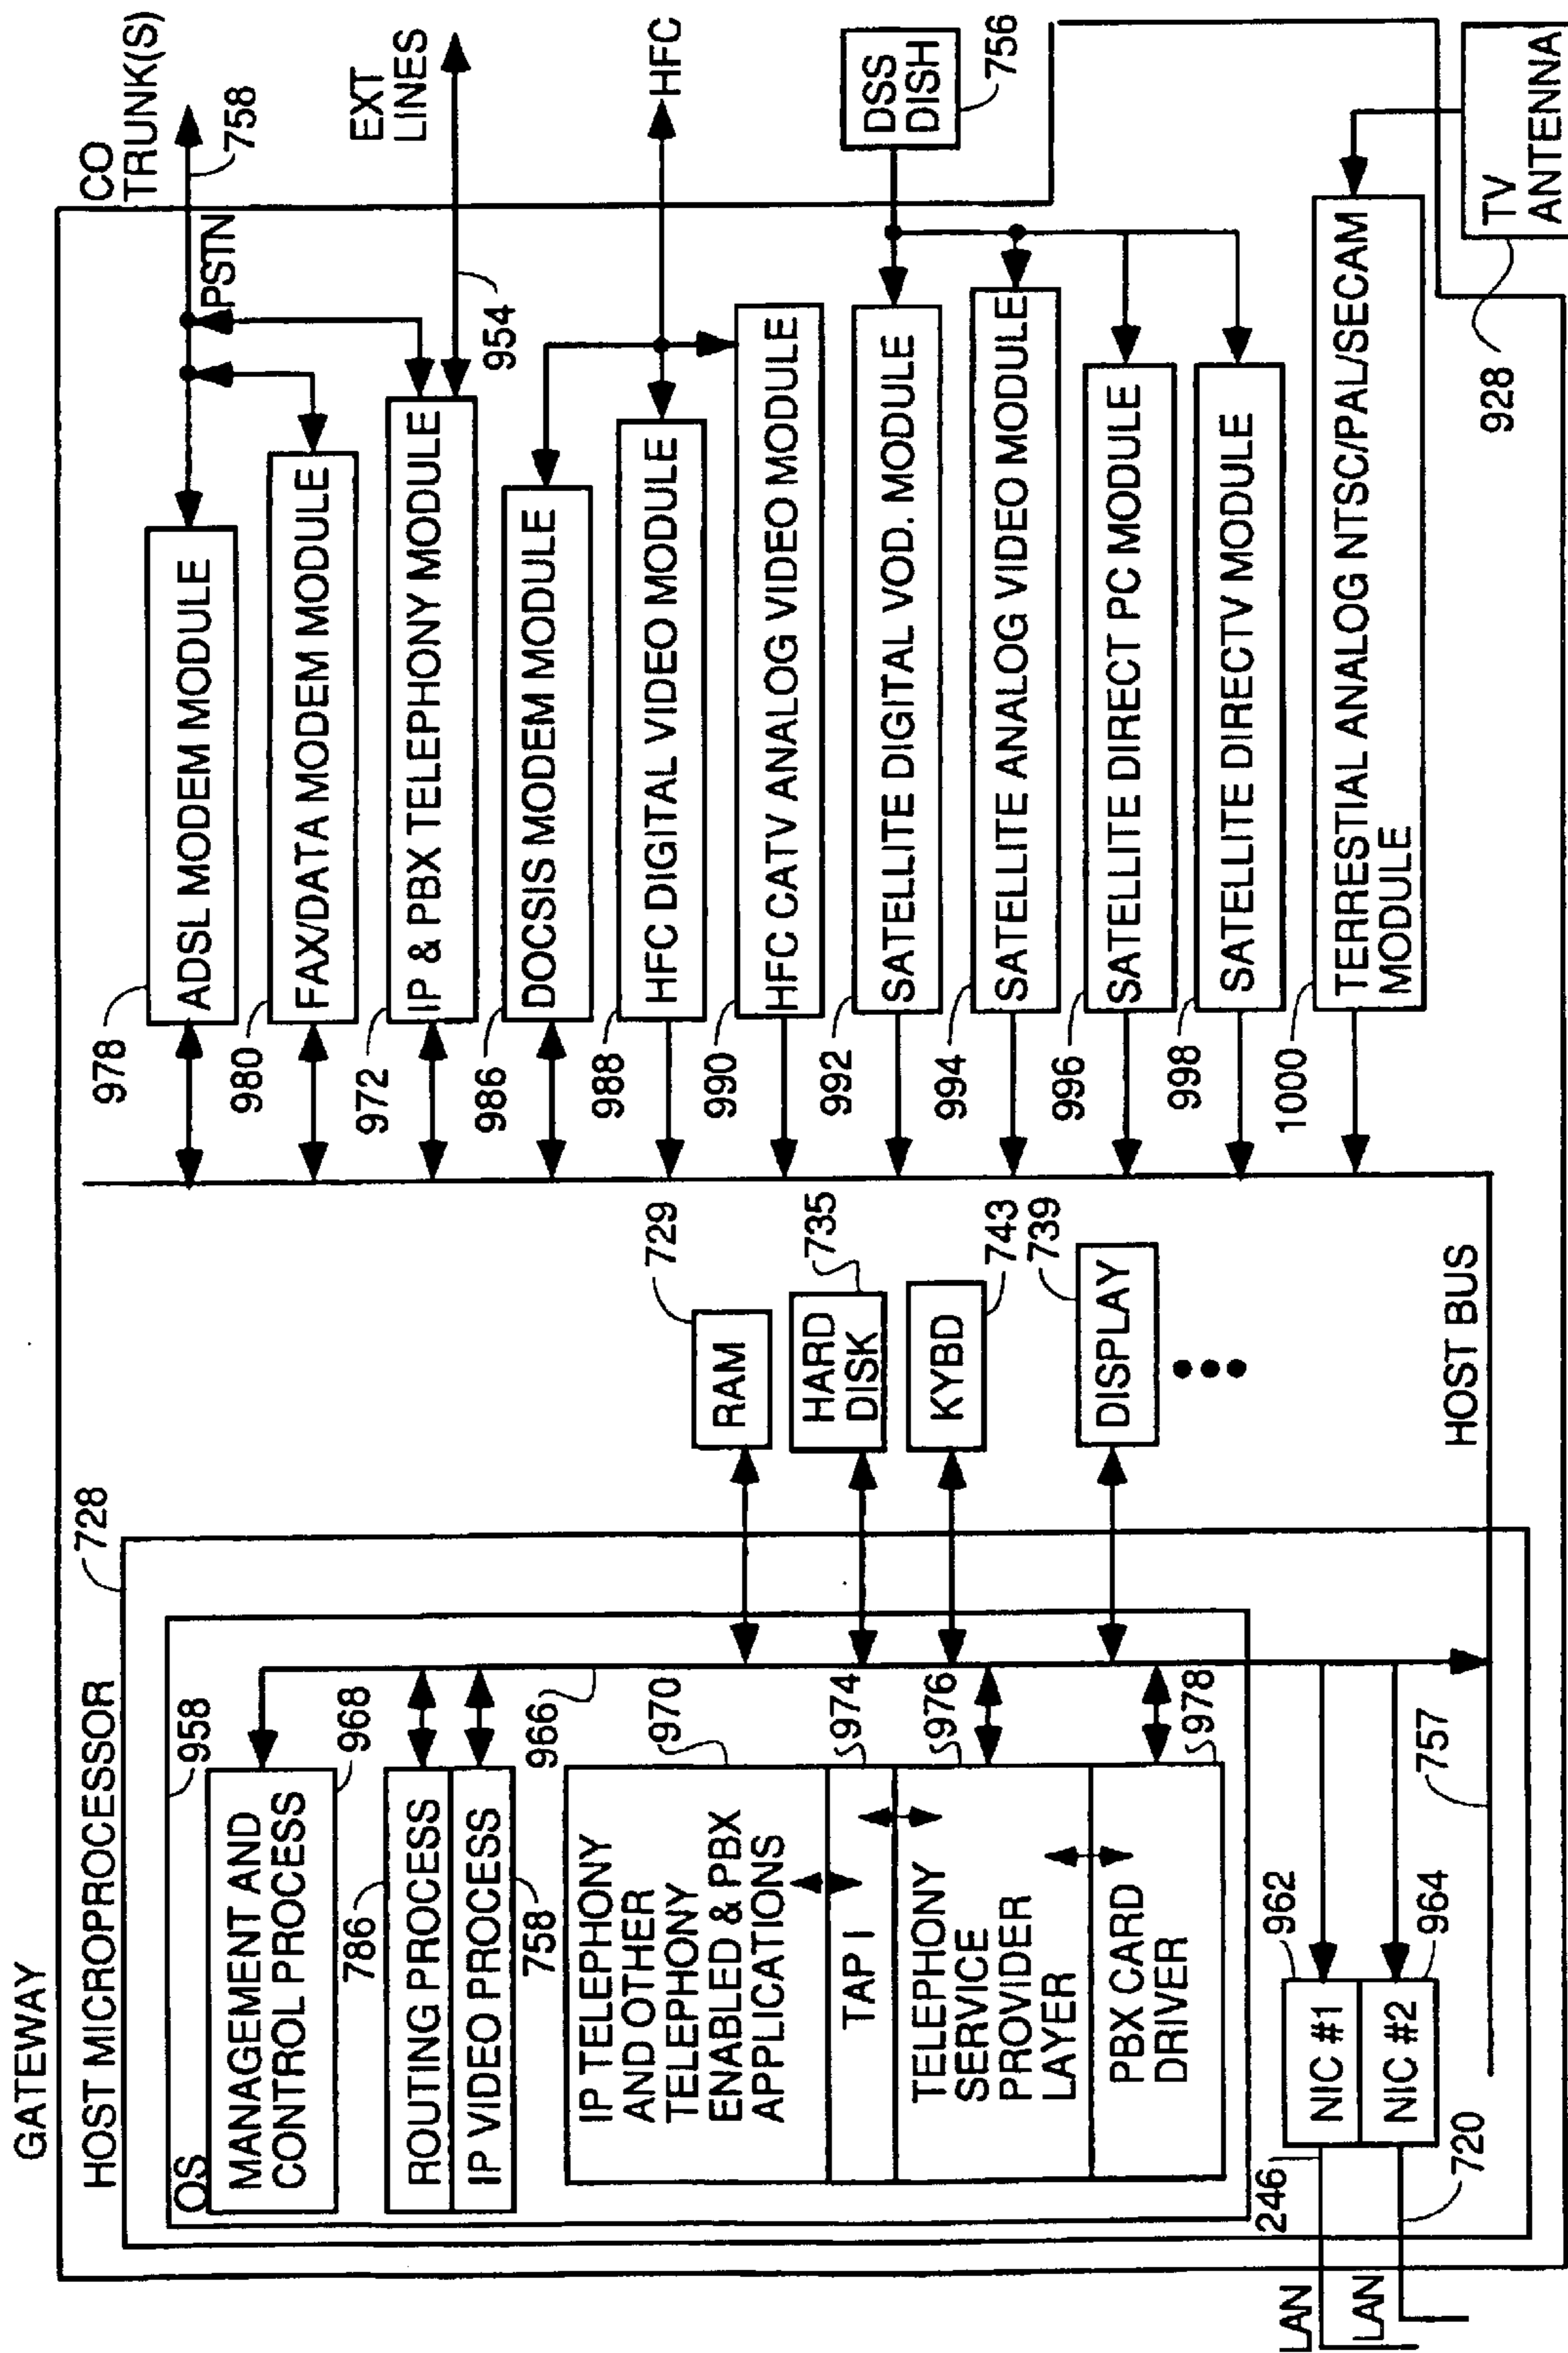 GATEWAY
HOST MICROPROCESSOR
728
OS
958
MANAGEMENT AND
CONTROL PROCESS
968
786
ROUTING PROCESS
IP VIDEO PROCESS
758
966
IP TELEPHONY
AND OTHER
TELEPHONY
ENABLED & PBX
APPLICATIONS
970
TAP I
974
TELEPHONY
SERVICE
PROVIDER
LAYER
976
PBX CARD
DRIVER
978
962
NIC #1
NIC #2
964
246
720
LAN
LAN
757
HOST BUS
RAM
729
HARD
DISK
735
KYBD
743
DISPLAY
739
978
ADSL MODEM MODULE
980
FAX/DATA MODEM MODULE
972
IP & PBX TELEPHONY MODULE
986
DOCSIS MODEM MODULE
988
HFC DIGITAL VIDEO MODULE
990
HFC CATV ANALOG VIDEO MODULE
992
SATELLITE DIGITAL VOD. MODULE
994
SATELLITE ANALOG VIDEO MODULE
996
SATELLITE DIRECT PC MODULE
998
SATELLITE DIRECTV MODULE
1000
TERRESTIAL ANALOG NTSC/PAL/SECAM
MODULE
CO
TRUNK(S)
758
PSTN
EXT
LINES
954
HFC
DSS
DISH
756
TV
ANTENNA
928